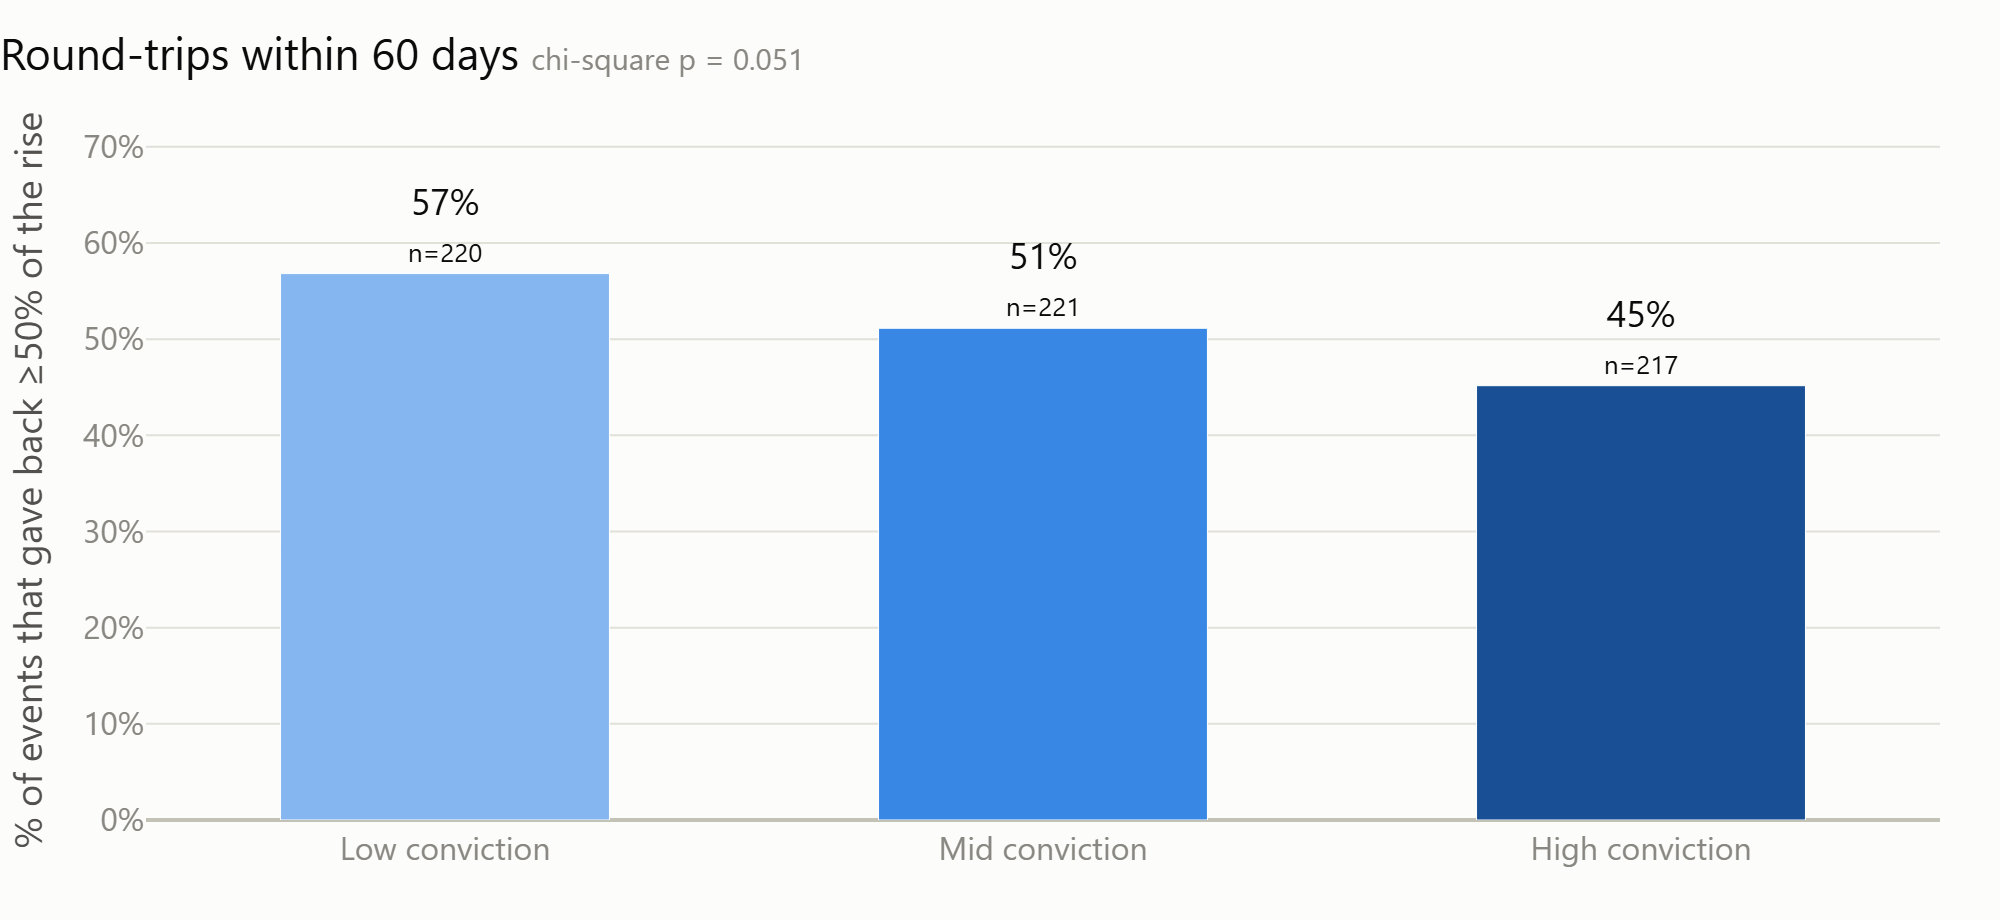 Round-trips within 60 days chi-square p = 0.051
% of events that gave back ≥50% of the rise
70%
60%
50%
40%
30%
20%
10%
0%
57%
n=220
51%
n=221
45%
n=217
Low conviction
Mid conviction
High conviction